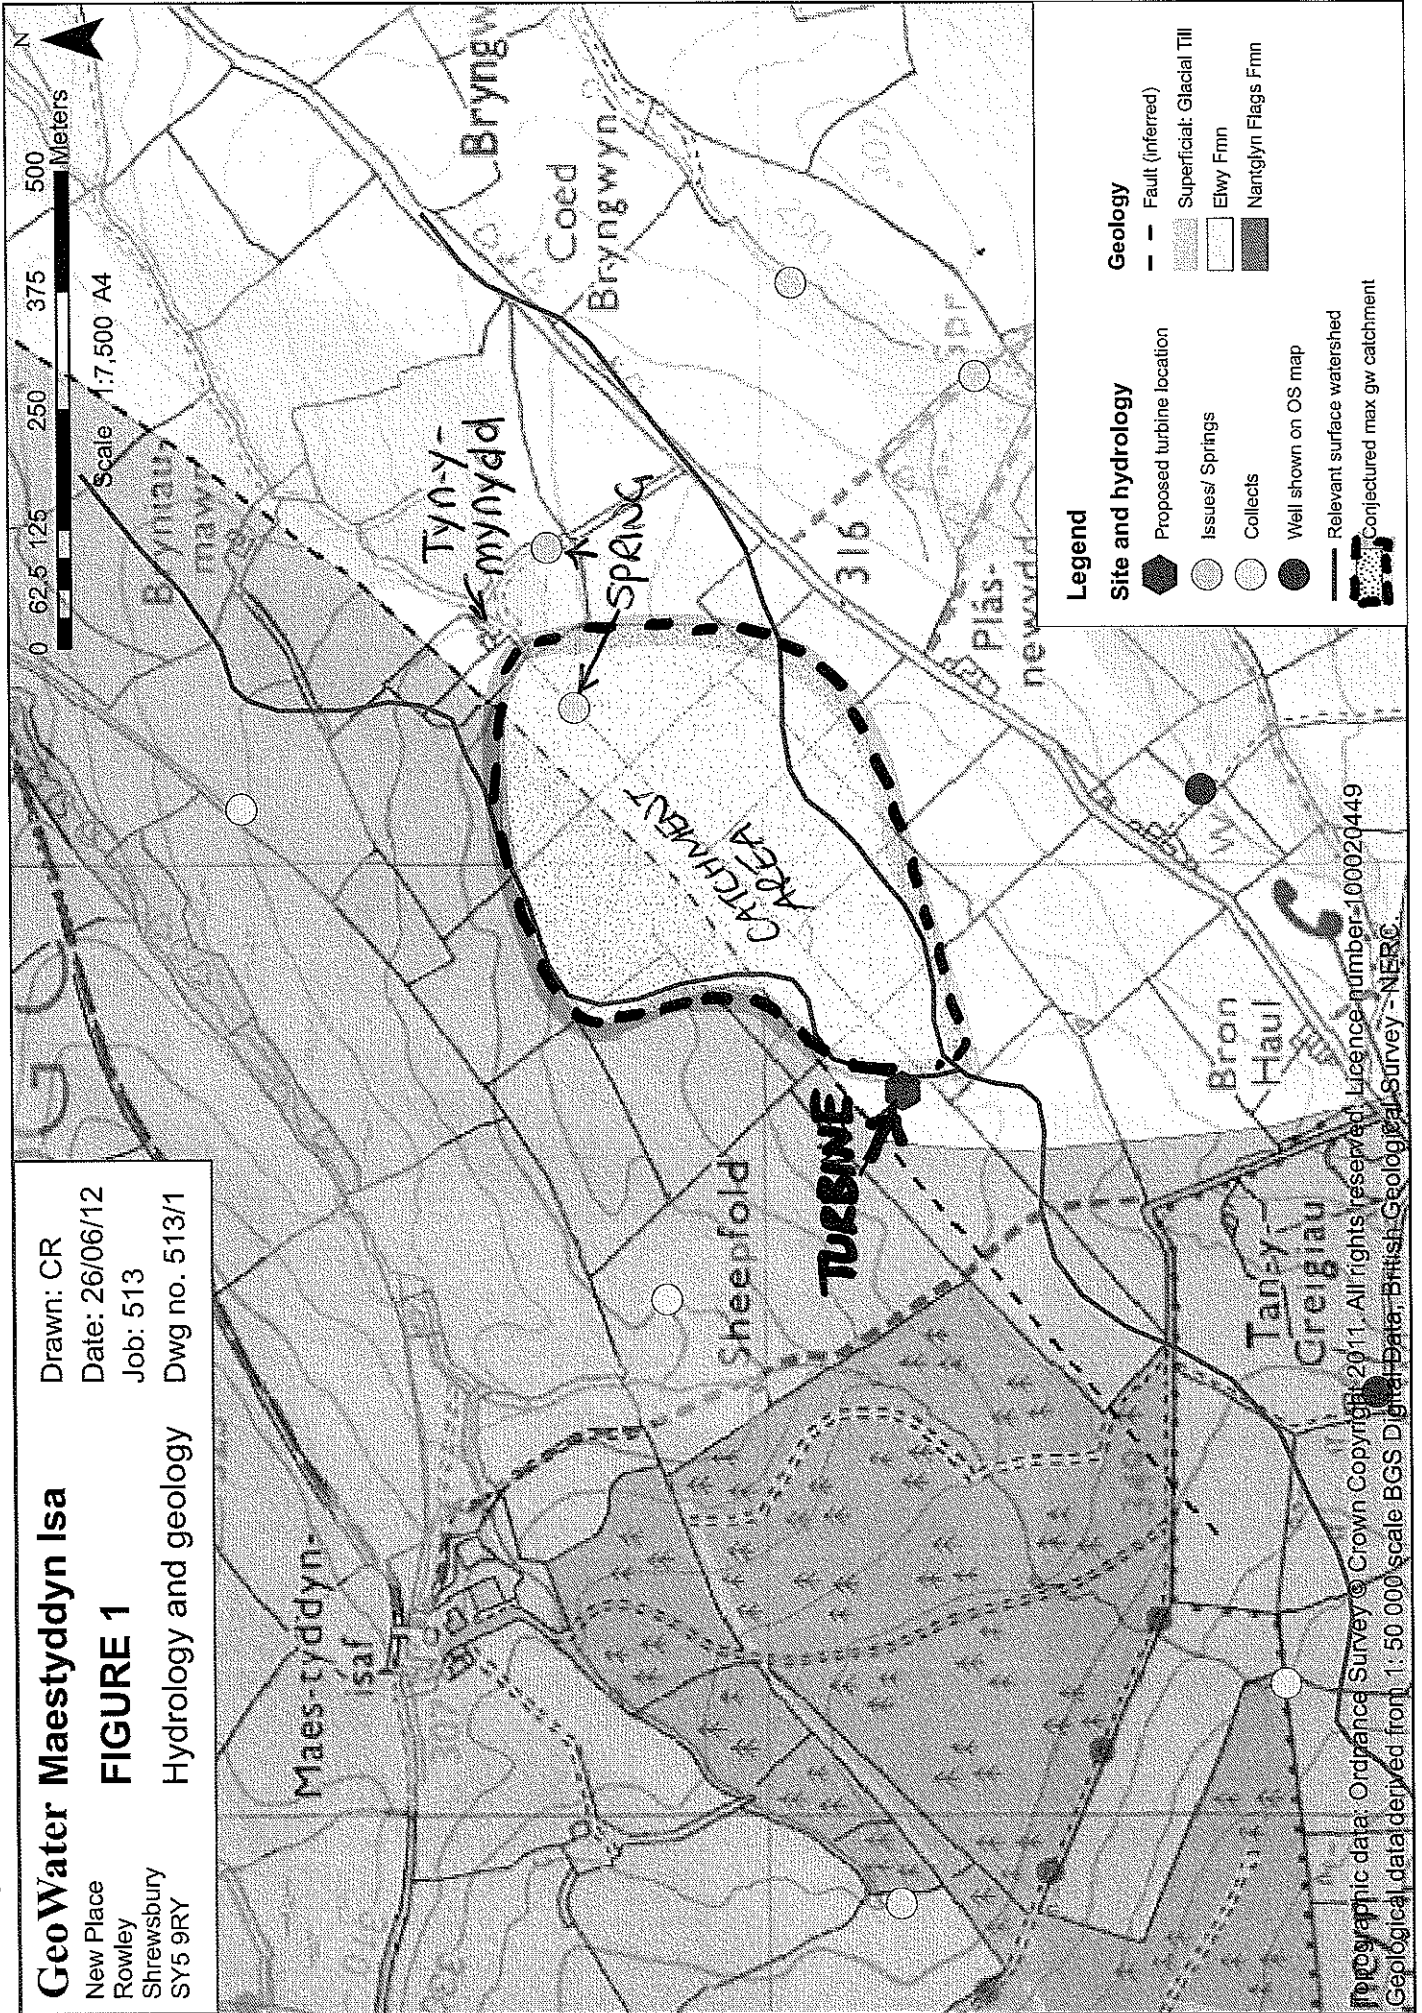 GeoWater Maestyddyn Isa
New Place
Rowley
Shrewsbury
SY5 9RY
FIGURE 1
Hydrology and geology
Drawn: CR
Date: 26/06/12
Job: 513
Dwg no. 513/1
0 62.5 125 250 375 500
Meters
Scale 1:7,500 A4
N
Maes-tyddyn-
isaf
Sheepfold
TURBINE
CATCHMENT
AREA
Tyn-y-
mynydd
SPRING
Bryniau
mawr
Bryngw
Coed
Bryngwyn
307
316
Plas-
newydd
W
Bron
Haul
Tan-y-
Creigiau
Legend
Site and hydrology
Proposed turbine location
Issues/ Springs
Collects
Well shown on OS map
Relevant surface watershed
Conjectured max gw catchment
Geology
Fault (inferred)
Superficial: Glacial Till
Elwy Fmn
Nantglyn Flags Fmn
Topographic data: Ordnance Survey © Crown Copyright 2011. All rights reserved. Licence number 100020449
Geological data derived from 1: 50 000 scale BGS Digital Data, British Geological Survey - NERC.